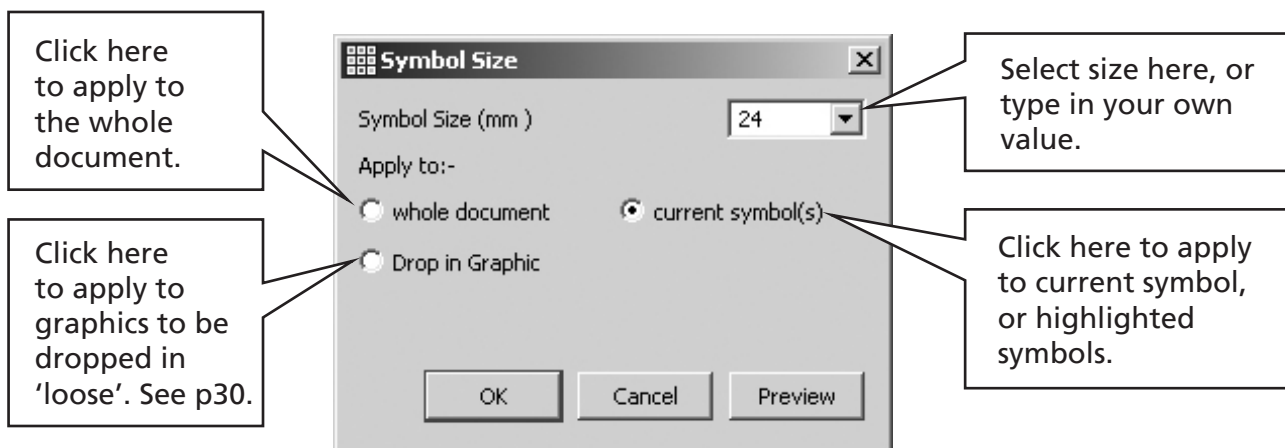 Click here
to apply to
the whole
document.
Click here
to apply to
graphics to be
dropped in
‘loose’. See p30.
Symbol Size
Symbol Size (mm )
24
Apply to:-
whole document
current symbol(s)
Drop in Graphic
OK
Cancel
Preview
Select size here, or
type in your own
value.
Click here to apply
to current symbol,
or highlighted
symbols.